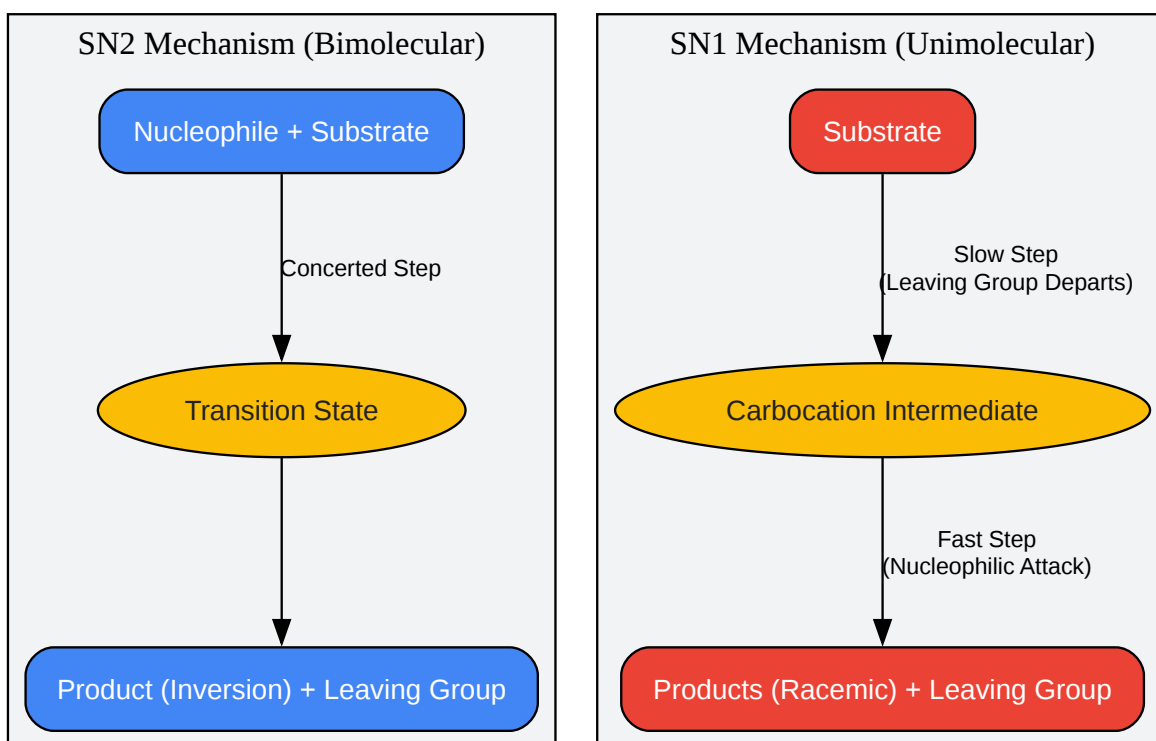 SN2 Mechanism (Bimolecular)
Nucleophile + Substrate
Concerted Step
Transition State
Product (Inversion) + Leaving Group
SN1 Mechanism (Unimolecular)
Substrate
Slow Step
(Leaving Group Departs)
Carbocation Intermediate
Fast Step
(Nucleophilic Attack)
Products (Racemic) + Leaving Group